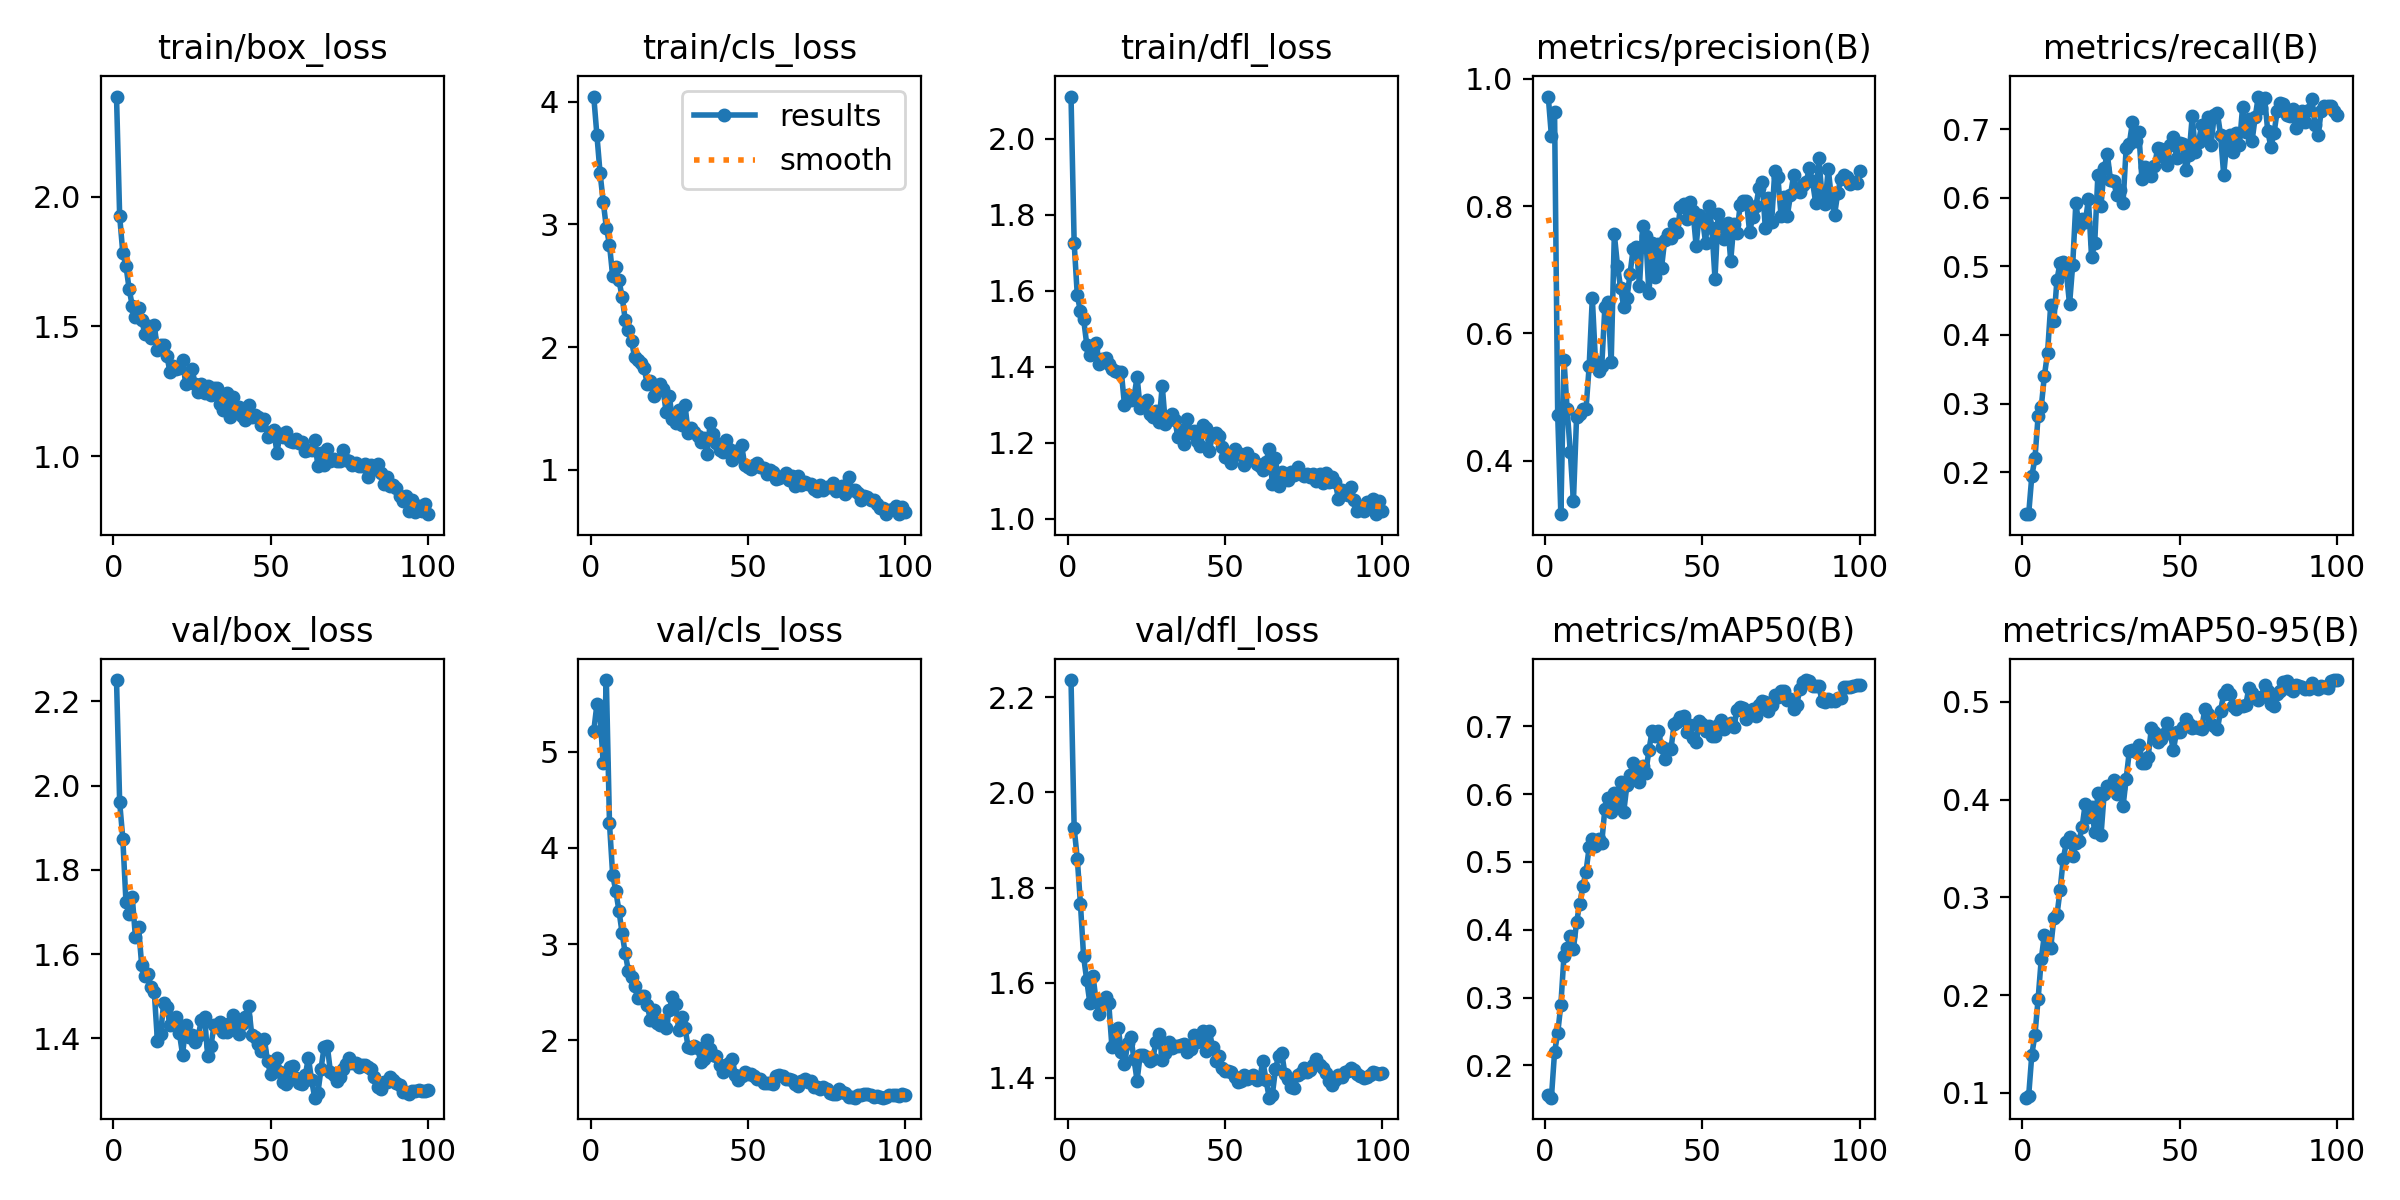 train/box_loss
2.0
1.5
1.0
0 50 100
train/cls_loss
results
smooth
4
3
2
1
0 50 100
train/dfl_loss
2.0
1.8
1.6
1.4
1.2
1.0
0 50 100
metrics/precision(B)
1.0
0.8
0.6
0.4
0 50 100
metrics/recall(B)
0.7
0.6
0.5
0.4
0.3
0.2
0 50 100
val/box_loss
2.2
2.0
1.8
1.6
1.4
0 50 100
val/cls_loss
5
4
3
2
0 50 100
val/dfl_loss
2.2
2.0
1.8
1.6
1.4
0 50 100
metrics/mAP50(B)
0.7
0.6
0.5
0.4
0.3
0.2
0 50 100
metrics/mAP50-95(B)
0.5
0.4
0.3
0.2
0.1
0 50 100